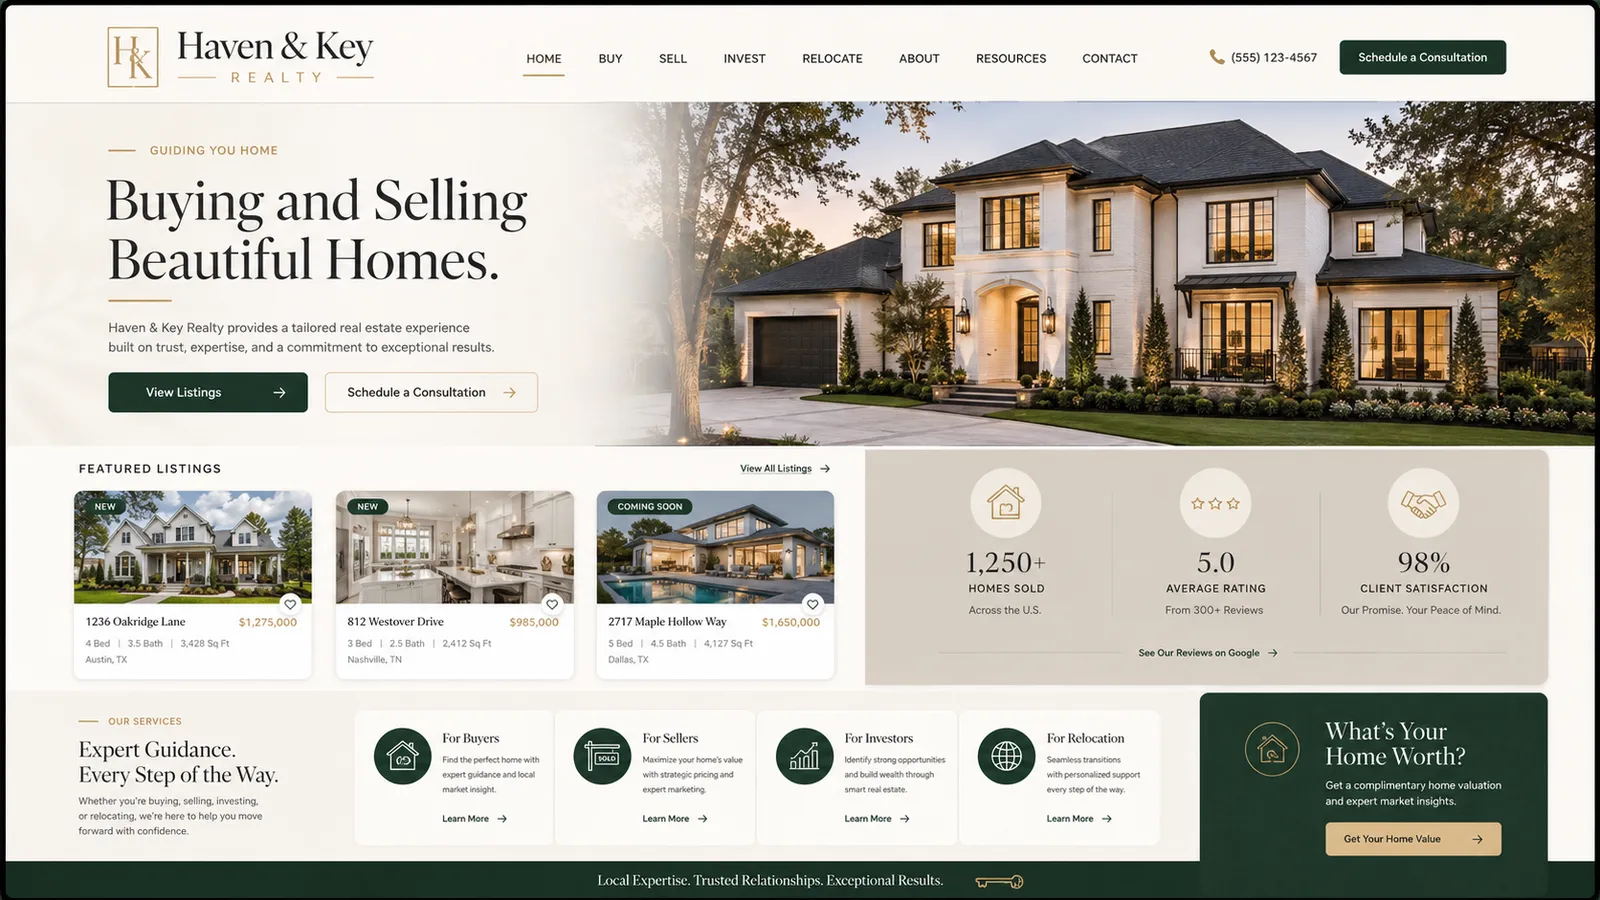 H&K
Haven & Key
REALTY
HOME
BUY
SELL
INVEST
RELOCATE
ABOUT
RESOURCES
CONTACT
(555) 123-4567
Schedule a Consultation
GUIDING YOU HOME
Buying and Selling
Beautiful Homes.
Haven & Key Realty provides a tailored real estate experience
built on trust, expertise, and a commitment to exceptional results.
View Listings
Schedule a Consultation
FEATURED LISTINGS
View All Listings
NEW
1236 Oakridge Lane
$1,275,000
4 Bed | 3.5 Bath | 3,428 Sq Ft
Austin, TX
NEW
812 Westover Drive
$985,000
3 Bed | 2.5 Bath | 2,412 Sq Ft
Nashville, TN
COMING SOON
2717 Maple Hollow Way
$1,650,000
5 Bed | 4.5 Bath | 4,127 Sq Ft
Dallas, TX
1,250+
HOMES SOLD
Across the U.S.
5.0
AVERAGE RATING
From 300+ Reviews
98%
CLIENT SATISFACTION
Our Promise. Your Peace of Mind.
See Our Reviews on Google
OUR SERVICES
Expert Guidance.
Every Step of the Way.
Whether you're buying, selling, investing,
or relocating, we're here to help you move
forward with confidence.
For Buyers
Find the perfect home with
expert guidance and local
market insight.
Learn More
SOLD
For Sellers
Maximize your home's value
with strategic pricing and
expert marketing.
Learn More
For Investors
Identify strong opportunities
and build wealth through
smart real estate.
Learn More
For Relocation
Seamless transitions
with personalized support
every step of the way.
Learn More
What's Your
Home Worth?
Get a complimentary home valuation
and expert market insights.
Get Your Home Value
Local Expertise. Trusted Relationships. Exceptional Results.